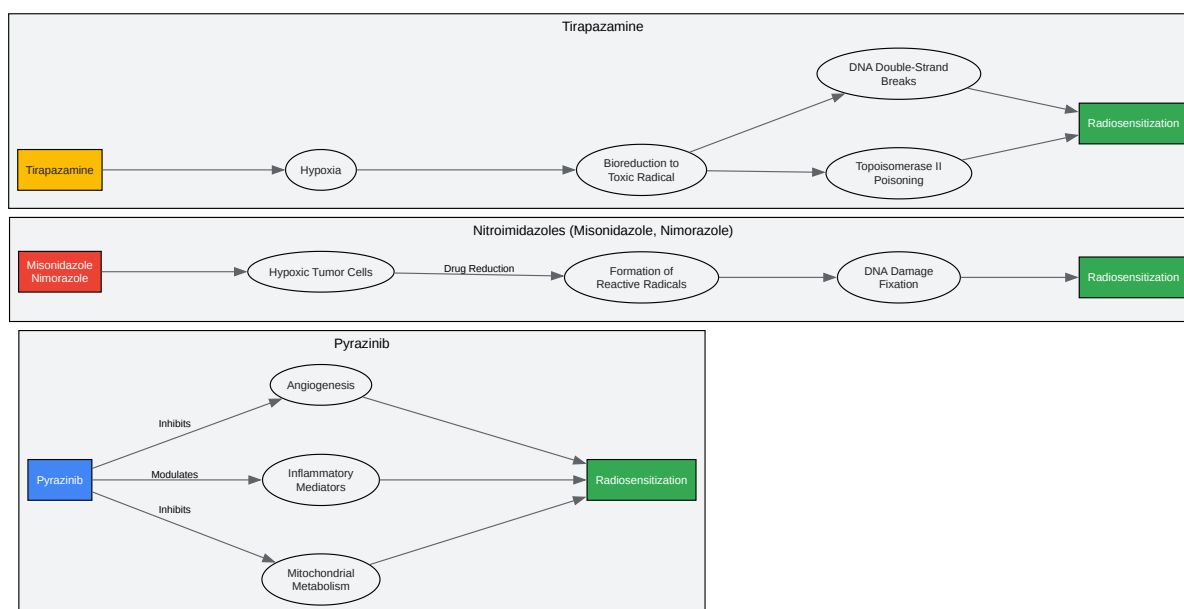 Tirapazamine
DNA Double-Strand
Breaks
Radiosensitization
Tirapazamine
Hypoxia
Bioreduction to
Toxic Radical
Topoisomerase II
Poisoning
Nitroimidazoles (Misonidazole, Nimorazole)
Misonidazole
Nimorazole
Hypoxic Tumor Cells
Drug Reduction
Formation of
Reactive Radicals
DNA Damage
Fixation
Radiosensitization
Pyrazinib
Angiogenesis
Inhibits
Pyrazinib
Modulates
Inflammatory
Mediators
Radiosensitization
Inhibits
Mitochondrial
Metabolism